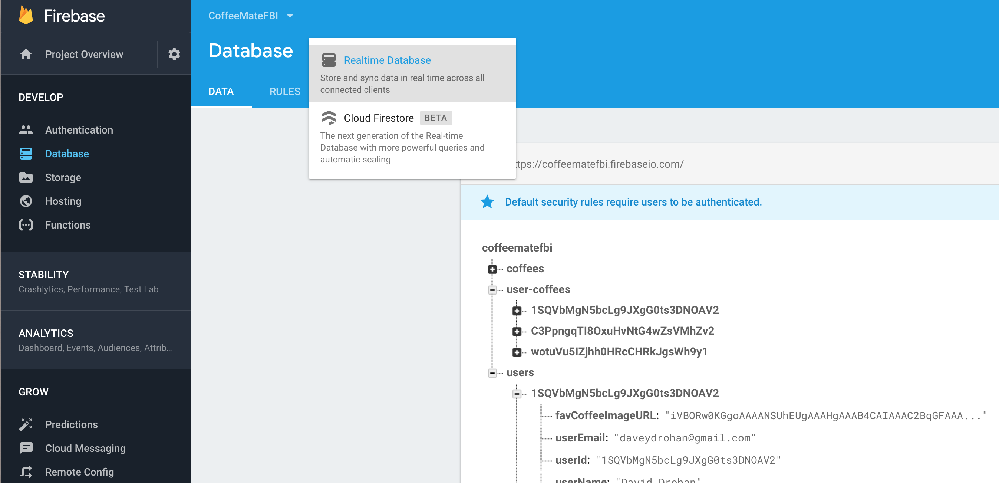 Firebase
Project Overview
DEVELOP
Authentication
Database
Storage
Hosting
Functions
STABILITY
Crashlytics, Performance, Test Lab
ANALYTICS
Dashboard, Events, Audiences, Attrib...
GROW
Predictions
Cloud Messaging
Remote Config
CoffeeMateFBI
Database
DATA RULES
Realtime Database
Store and sync data in real time across all
connected clients
Cloud Firestore BETA
The next generation of the Real-time
Database with more powerful queries and
automatic scaling
ttps://coffeematefbi.firebaseio.com/
Default security rules require users to be authenticated.
coffeematefbi
coffees
user-coffees
1SQVbMgN5bcLg9JXgG0ts3DNOAV2
C3PpngqTI8OxuHvNtG4wZsVMhZv2
wotuVu5IZjhh0HRcCHRkJgsWh9y1
users
1SQVbMgN5bcLg9JXgG0ts3DNOAV2
favCoffeeImageURL: "iVBORw0KGgoAAAANSUhEUgAAAHgAAAB4CAIAAAC2BqGFAAA..."
userEmail: "daveydrohan@gmail.com"
userId: "1SQVbMgN5bcLg9JXgG0ts3DNOAV2"
userName: "David Drohan"